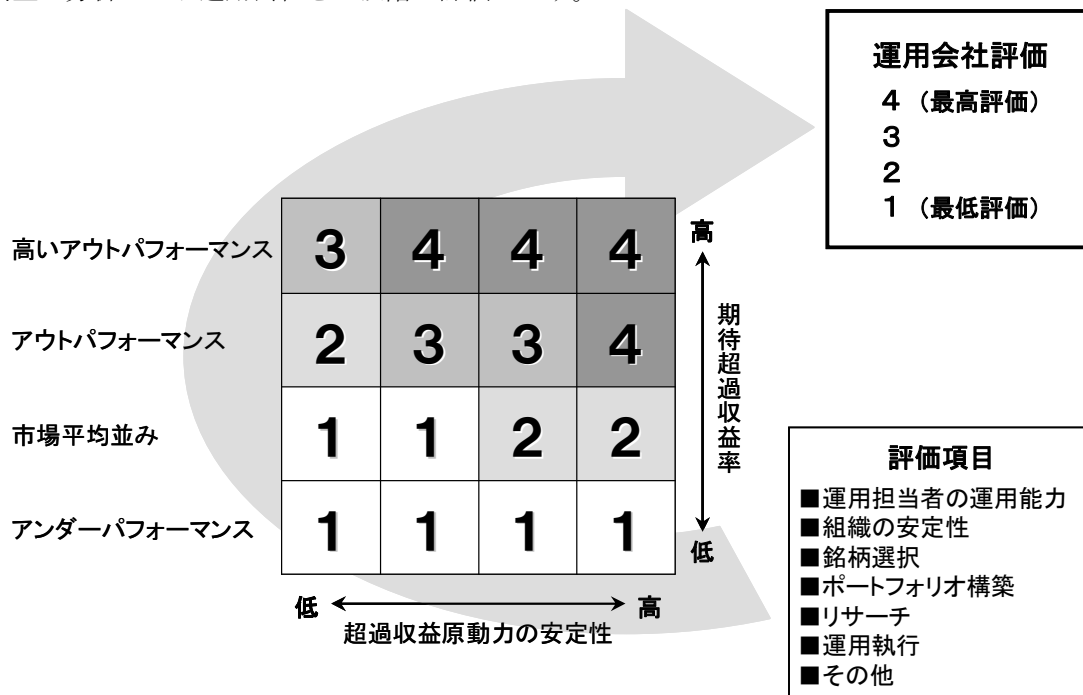 運用会社評価
4 (最高評価)
3
2
1 (最低評価)
高いアウトパフォーマンス 3 4 4 4
アウトパフォーマンス 2 3 3 4
市場平均並み 1 1 2 2
アンダーパフォーマンス 1 1 1 1
高
期待超過収益率
低
低 高
超過収益原動力の安定性
評価項目
■運用担当者の運用能力
■組織の安定性
■銘柄選択
■ポートフォリオ構築
■リサーチ
■運用執行
■その他